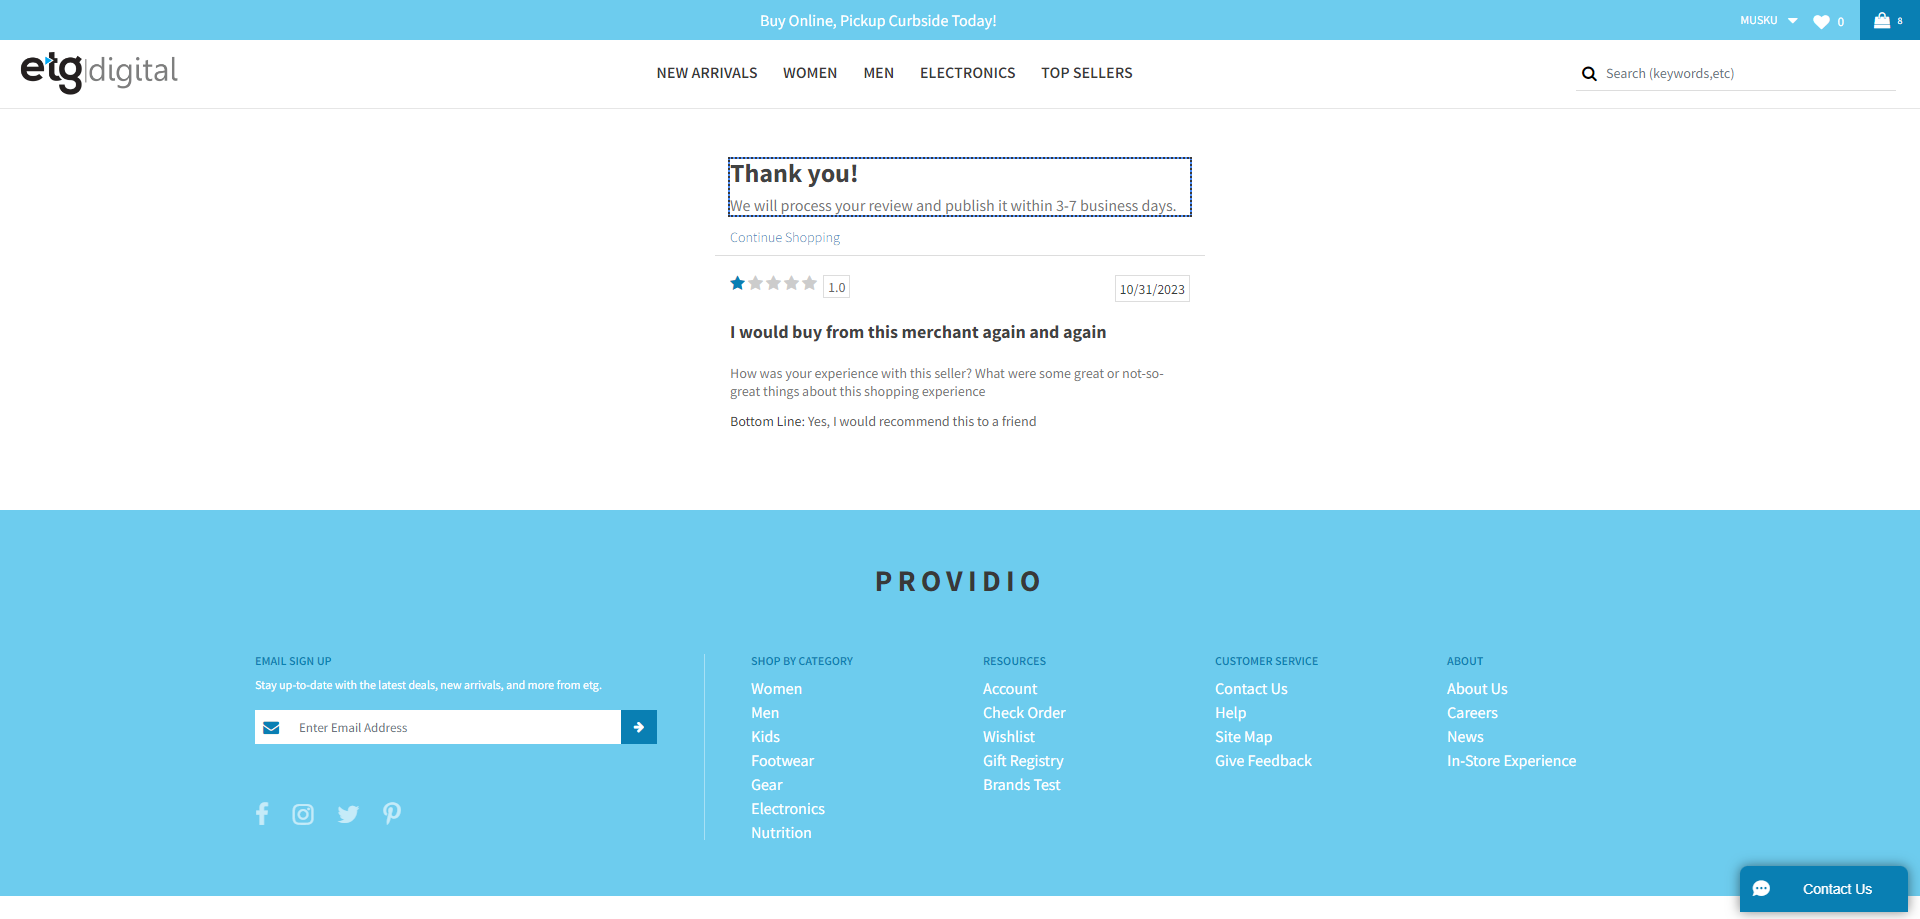 Buy Online, Pickup Curbside Today!
MUSKU
0
8
etg|digital
NEW ARRIVALS
WOMEN
MEN
ELECTRONICS
TOP SELLERS
Search (keywords,etc)
Thank you!
We will process your review and publish it within 3-7 business days.
Continue Shopping
1.0
10/31/2023
I would buy from this merchant again and again
How was your experience with this seller? What were some great or not-so-
great things about this shopping experience
Bottom Line: Yes, I would recommend this to a friend
PROVIDIO
EMAIL SIGN UP
Stay up-to-date with the latest deals, new arrivals, and more from etg.
Enter Email Address
SHOP BY CATEGORY
Women
Men
Kids
Footwear
Gear
Electronics
Nutrition
RESOURCES
Account
Check Order
Wishlist
Gift Registry
Brands Test
CUSTOMER SERVICE
Contact Us
Help
Site Map
Give Feedback
ABOUT
About Us
Careers
News
In-Store Experience
Contact Us